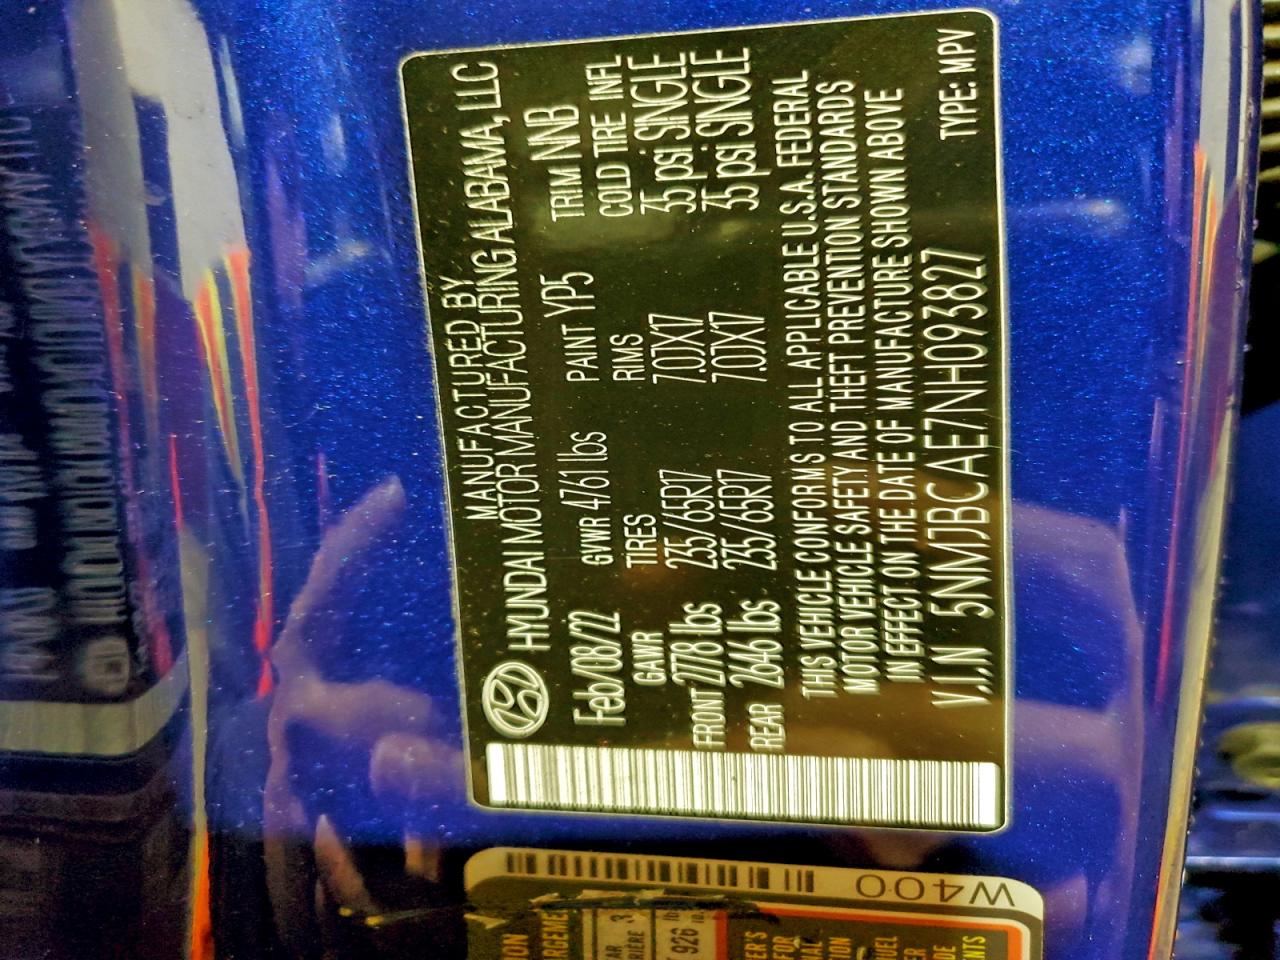 MANUFACTURED BY
HYUNDAI MOTOR MANUFACTURING ALABAMA, LLC
Feb/08/22 GVWR 4761 lbs PAINT YP5 TRIM NNB
GAWR TIRES RIMS COLD TIRE INFL
FRONT 2778 lbs 235/65R17 7.0JX17 35 psi SINGLE
REAR 2646 lbs 235/65R17 7.0JX17 35 psi SINGLE
THIS VEHICLE CONFORMS TO ALL APPLICABLE U.S.A. FEDERAL
MOTOR VEHICLE SAFETY AND THEFT PREVENTION STANDARDS
IN EFFECT ON THE DATE OF MANUFACTURE SHOWN ABOVE
V.I.N 5NMJBCAE7NH093827 TYPE: MPV
W400